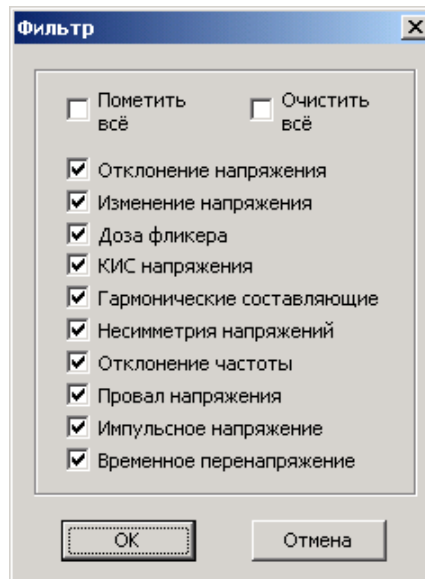 Фильтр
Пометить Очистить
всё всё
Отклонение напряжения
Изменение напряжения
Доза фликера
КИС напряжения
Гармонические составляющие
Несимметрия напряжений
Отклонение частоты
Провал напряжения
Импульсное напряжение
Временное перенапряжение
OK Отмена